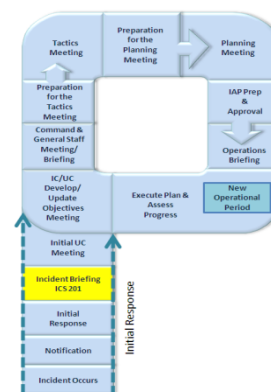 Tactics
Meeting
Preparation
for the
Planning
Meeting
Planning
Meeting
Preparation
for the
Tactics
Meeting
IAP Prep
&
Approval
Command &
General Staff
Meeting/
Briefing
Operations
Briefing
IC/UC
Develop/
Update
Objectives
Meeting
Execute Plan &
Assess
Progress
New
Operational
Period
Initial UC
Meeting
Incident Briefing
ICS 201
Initial
Response
Notification
Incident Occurs
Initial Response